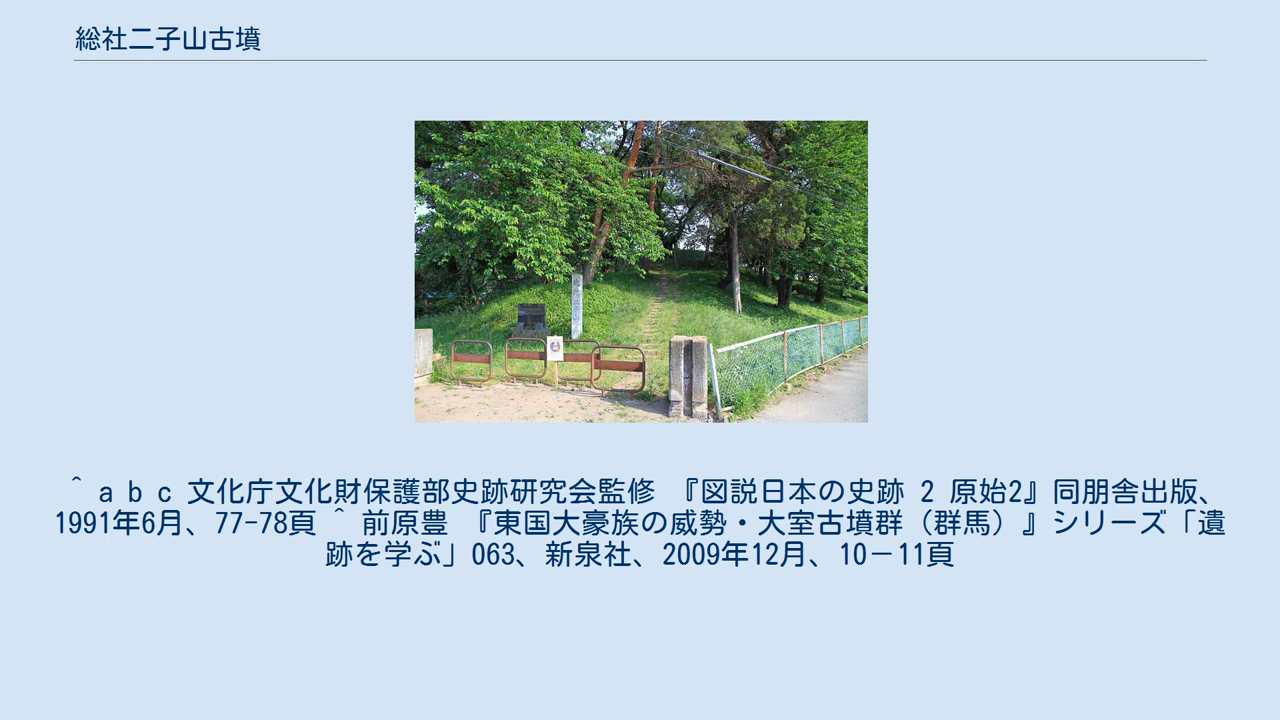 総社二子山古墳
^ a b c 文化庁文化財保護部史跡研究会監修 『図説日本の史跡 2 原始2』同朋舎出版、
1991年6月、77-78頁 ^ 前原豊 『東国大豪族の威勢・大室古墳群（群馬）』シリーズ「遺
跡を学ぶ」063、新泉社、2009年12月、10－11頁